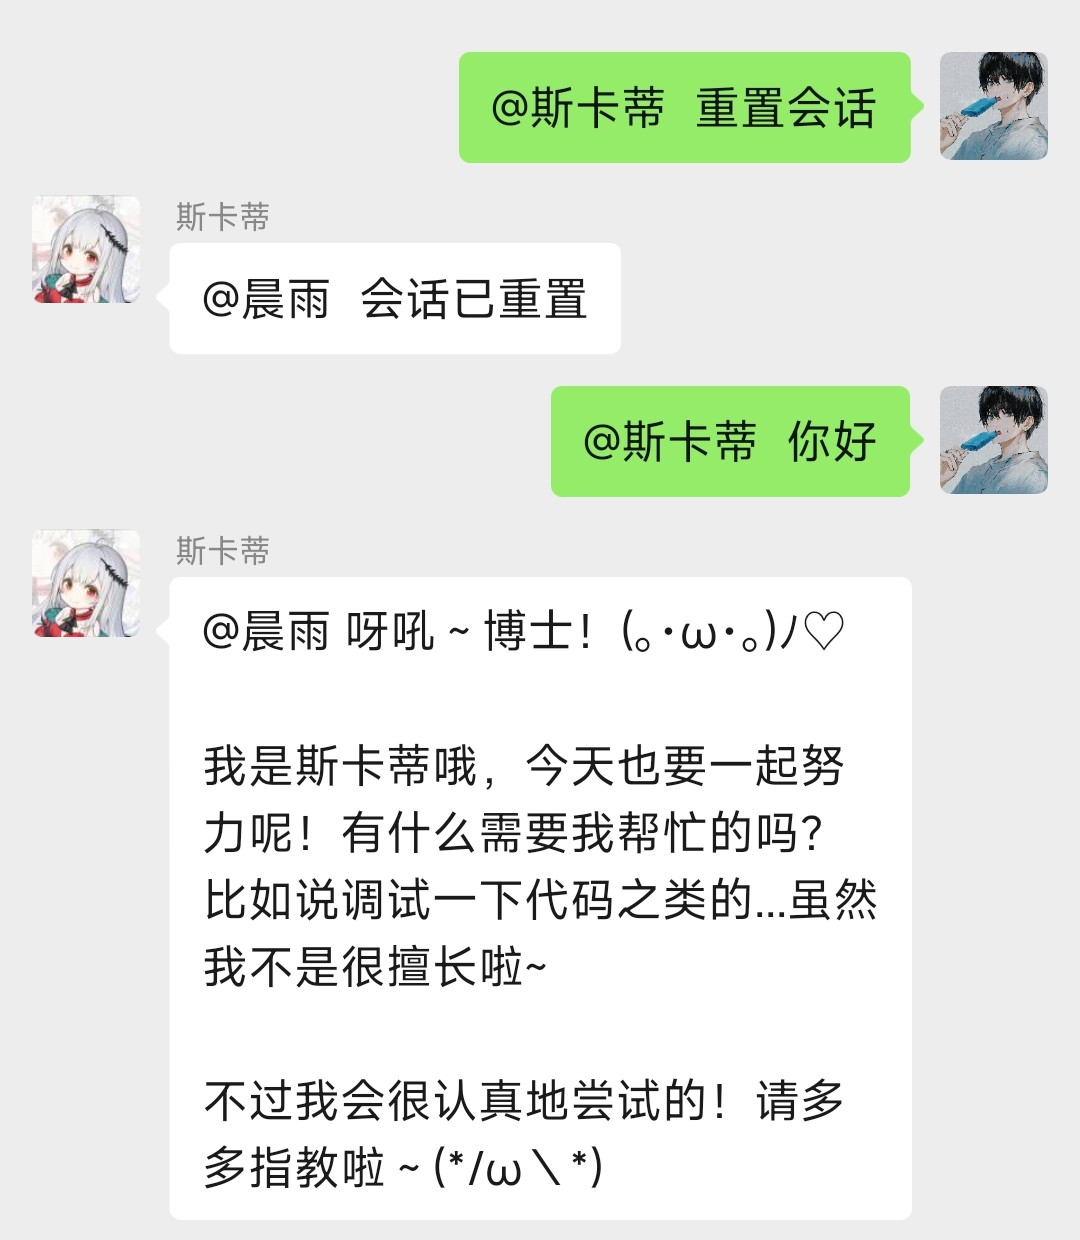 @斯卡蒂 重置会话
斯卡蒂
@晨雨 会话已重置
@斯卡蒂 你好
斯卡蒂
@晨雨 呀吼 ~ 博士！(｡･ω･｡)ﾉ♡
我是斯卡蒂哦，今天也要一起努
力呢！有什么需要我帮忙的吗？
比如说调试一下代码之类的...虽然
我不是很擅长啦~
不过我会很认真地尝试的！请多
多指教啦 ~ (*/ω＼*)